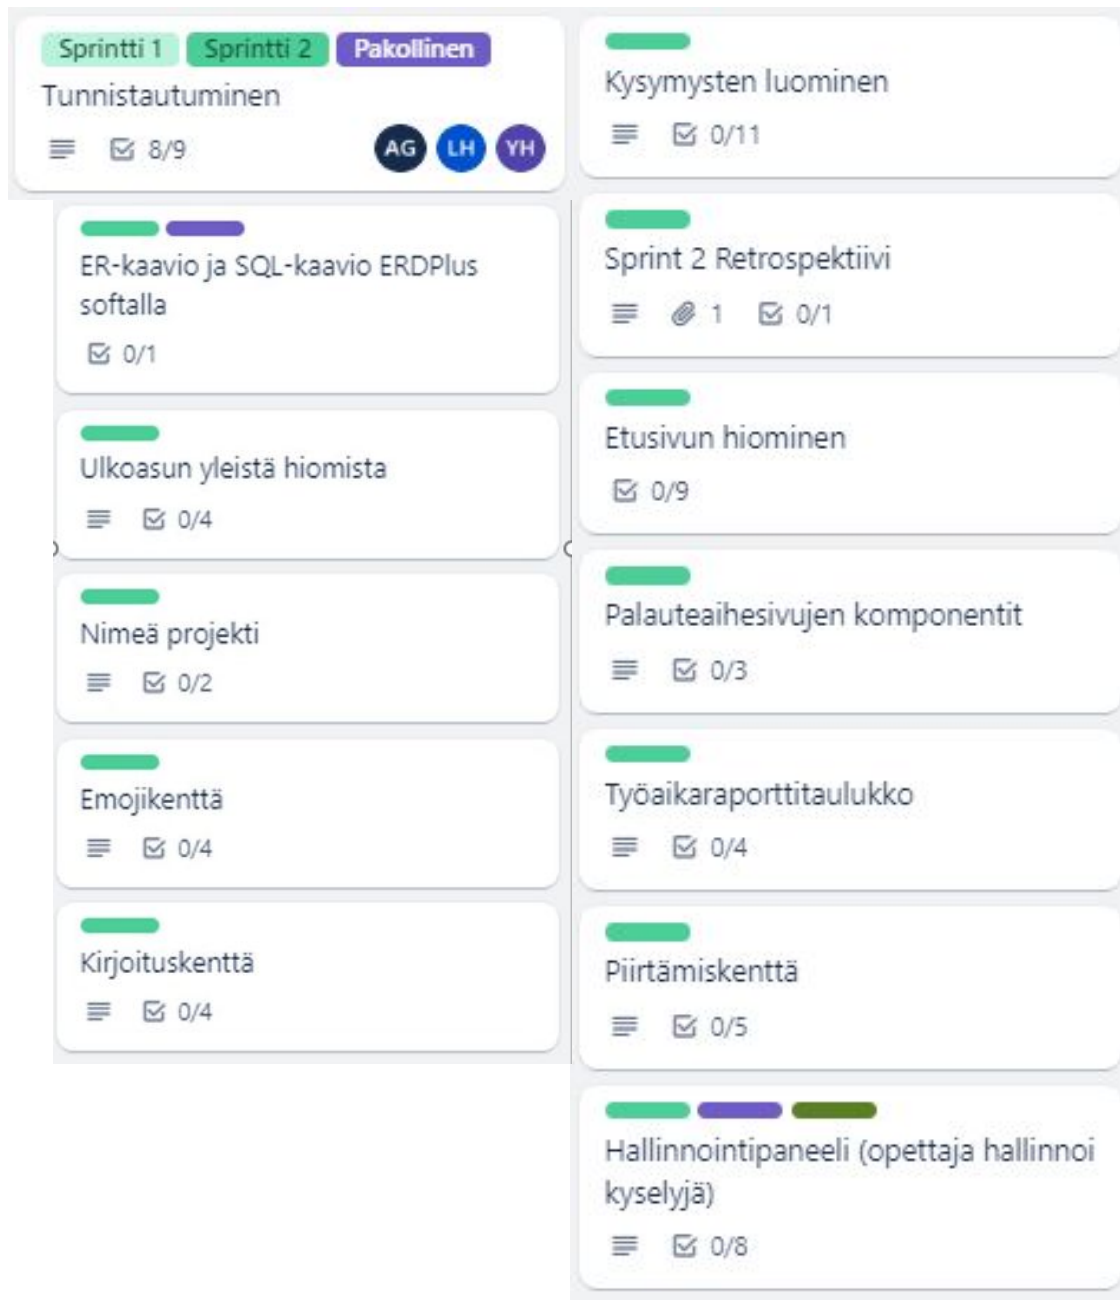 Sprintti 1 Sprintti 2 Pakollinen
Tunnistautuminen
8/9 AG LH YH
ER-kaavio ja SQL-kaavio ERDPlus
softalla
0/1
Ulkoasun yleistä hiomista
0/4
Nimeä projekti
0/2
Emojikenttä
0/4
Kirjoituskenttä
0/4
Kysymysten luominen
0/11
Sprint 2 Retrospektiivi
1 0/1
Etusivun hiominen
0/9
Palauteaihesivujen komponentit
0/3
Työaikaraporttitaulukko
0/4
Piirtämiskenttä
0/5
Hallinnointipaneeli (opettaja hallinnoi
kyselyjä)
0/8